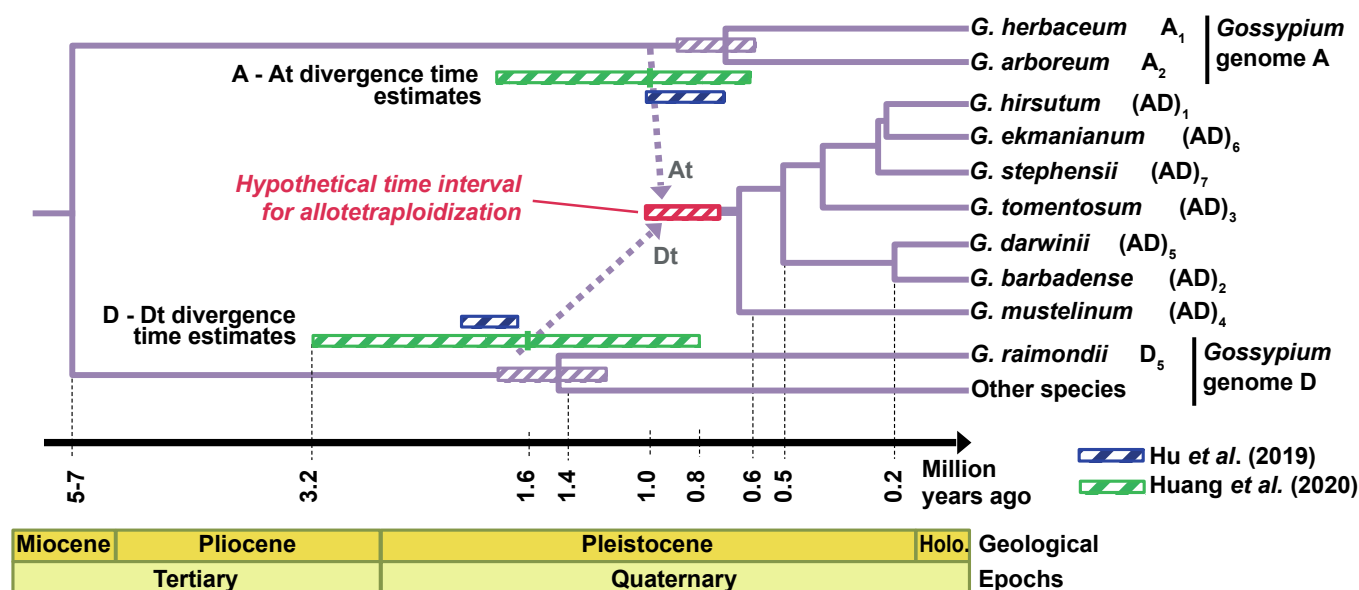 G. herbaceum A1
G. arboreum A2
Gossypium
genome A
A - At divergence time
estimates
G. hirsutum (AD)1
G. ekmanianum (AD)6
G. stephensii (AD)7
G. tomentosum (AD)3
G. darwinii (AD)5
G. barbadense (AD)2
G. mustelinum (AD)4
At
Hypothetical time interval
for allotetraploidization
Dt
D - Dt divergence
time estimates
G. raimondii D5
Other species
Gossypium
genome D
5-7
3.2
1.6
1.4
1.0
0.8
0.6
0.5
0.2
Million
years ago
Hu et al. (2019)
Huang et al. (2020)
Miocene Pliocene Pleistocene Holo. Geological
Tertiary Quaternary Epochs